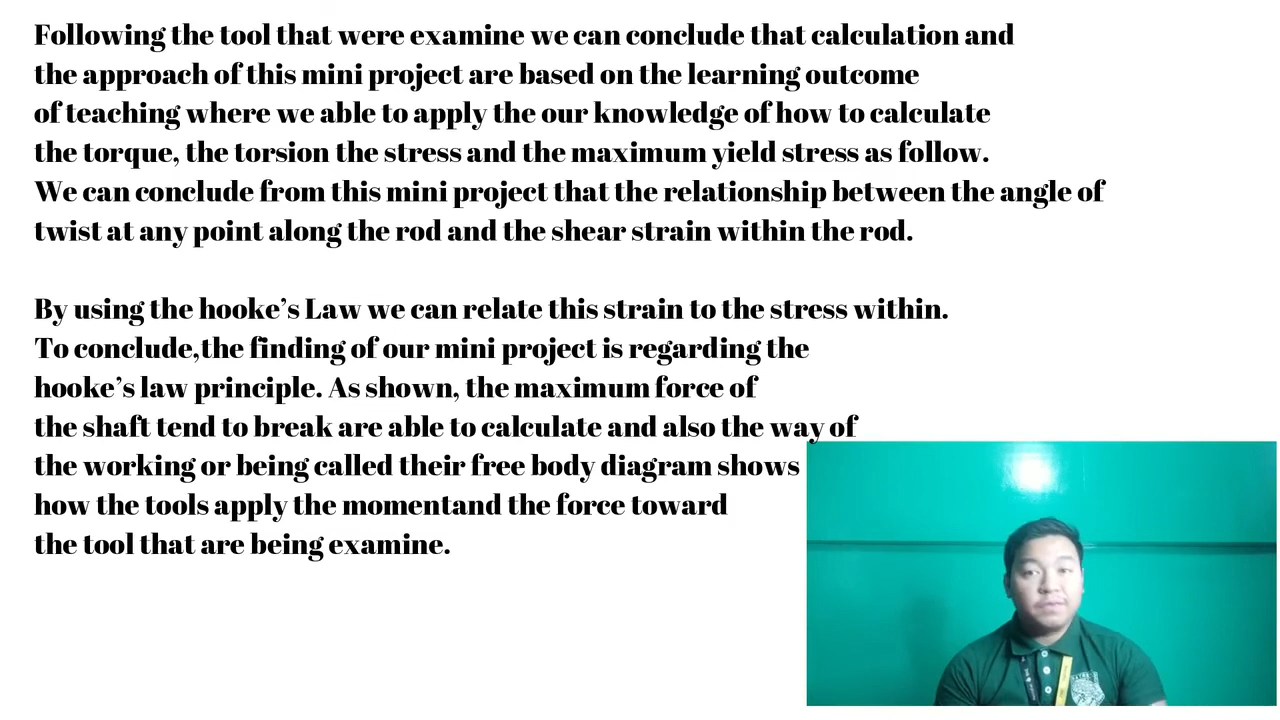 Following the tool that were examine we can conclude that calculation and
the approach of this mini project are based on the learning outcome
of teaching where we able to apply the our knowledge of how to calculate
the torque, the torsion the stress and the maximum yield stress as follow.
We can conclude from this mini project that the relationship between the angle of
twist at any point along the rod and the shear strain within the rod.
By using the hooke's Law we can relate this strain to the stress within.
To conclude,the finding of our mini project is regarding the
hooke's law principle. As shown, the maximum force of
the shaft tend to break are able to calculate and also the way of
the working or being called their free body diagram shows
how the tools apply the momentand the force toward
the tool that are being examine.